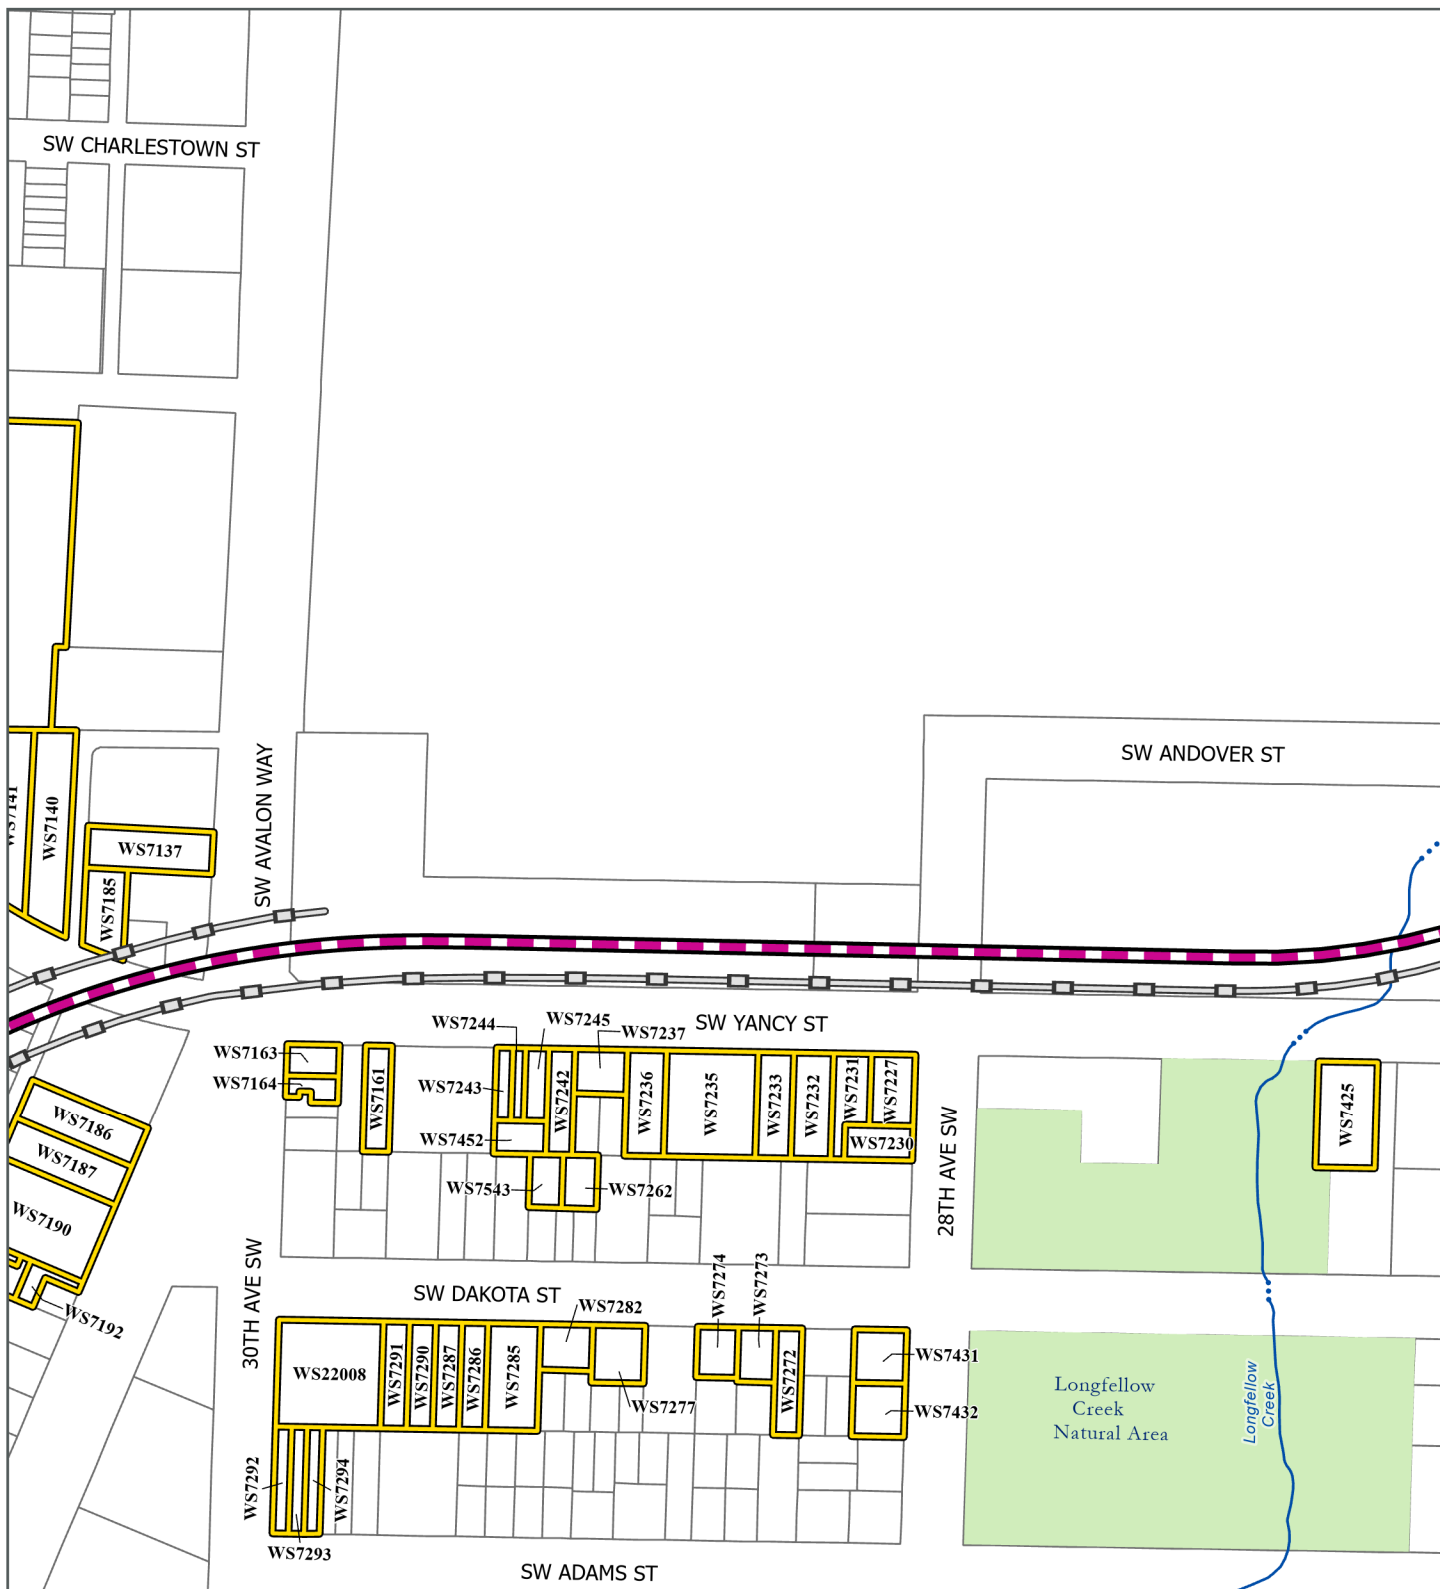 SW CHARLESTOWN ST
SW AVALON WAY
SW ANDOVER ST
WS7141
WS7140
WS7137
WS7185
SW YANCY ST
WS7244
WS7245
WS7237
WS7163
WS7164
WS7161
WS7243
WS7242
WS7236
WS7235
WS7233
WS7232
WS7231
WS7227
WS7230
WS7452
WS7543
WS7262
WS7425
28TH AVE SW
WS7186
WS7187
WS7190
WS7192
30TH AVE SW
SW DAKOTA ST
WS7282
WS7274
WS7273
WS22008
WS7291
WS7290
WS7287
WS7286
WS7285
WS7277
WS7272
WS7431
WS7432
Longfellow
Creek
Natural Area
Longfellow
Creek
WS7292
WS7294
WS7293
SW ADAMS ST